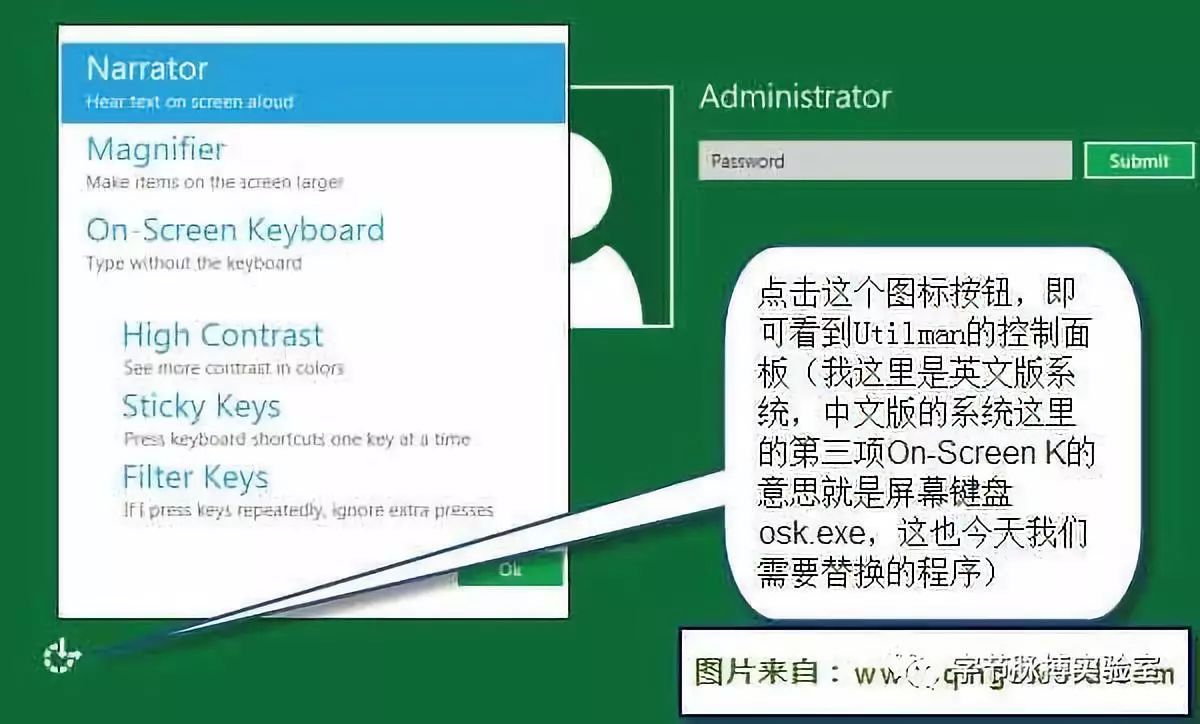 Narrator
Hear text on screen aloud
Magnifier
Make items on the screen larger
On-Screen Keyboard
Type without the keyboard
High Contrast
See more contrast in colors
Sticky Keys
Press keyboard shortcuts one key at a time
Filter Keys
If I press keys repeatedly, ignore extra presses
Ok
Administrator
Password
Submit
点击这个图标按钮，即
可看到Utilman的控制面
板（我这里是英文版系
统，中文版的系统这里
的第三项On-Screen K的
意思就是屏幕键盘
osk.exe，这也今天我们
需要替换的程序）
图片来自：
字节脉搏实验室